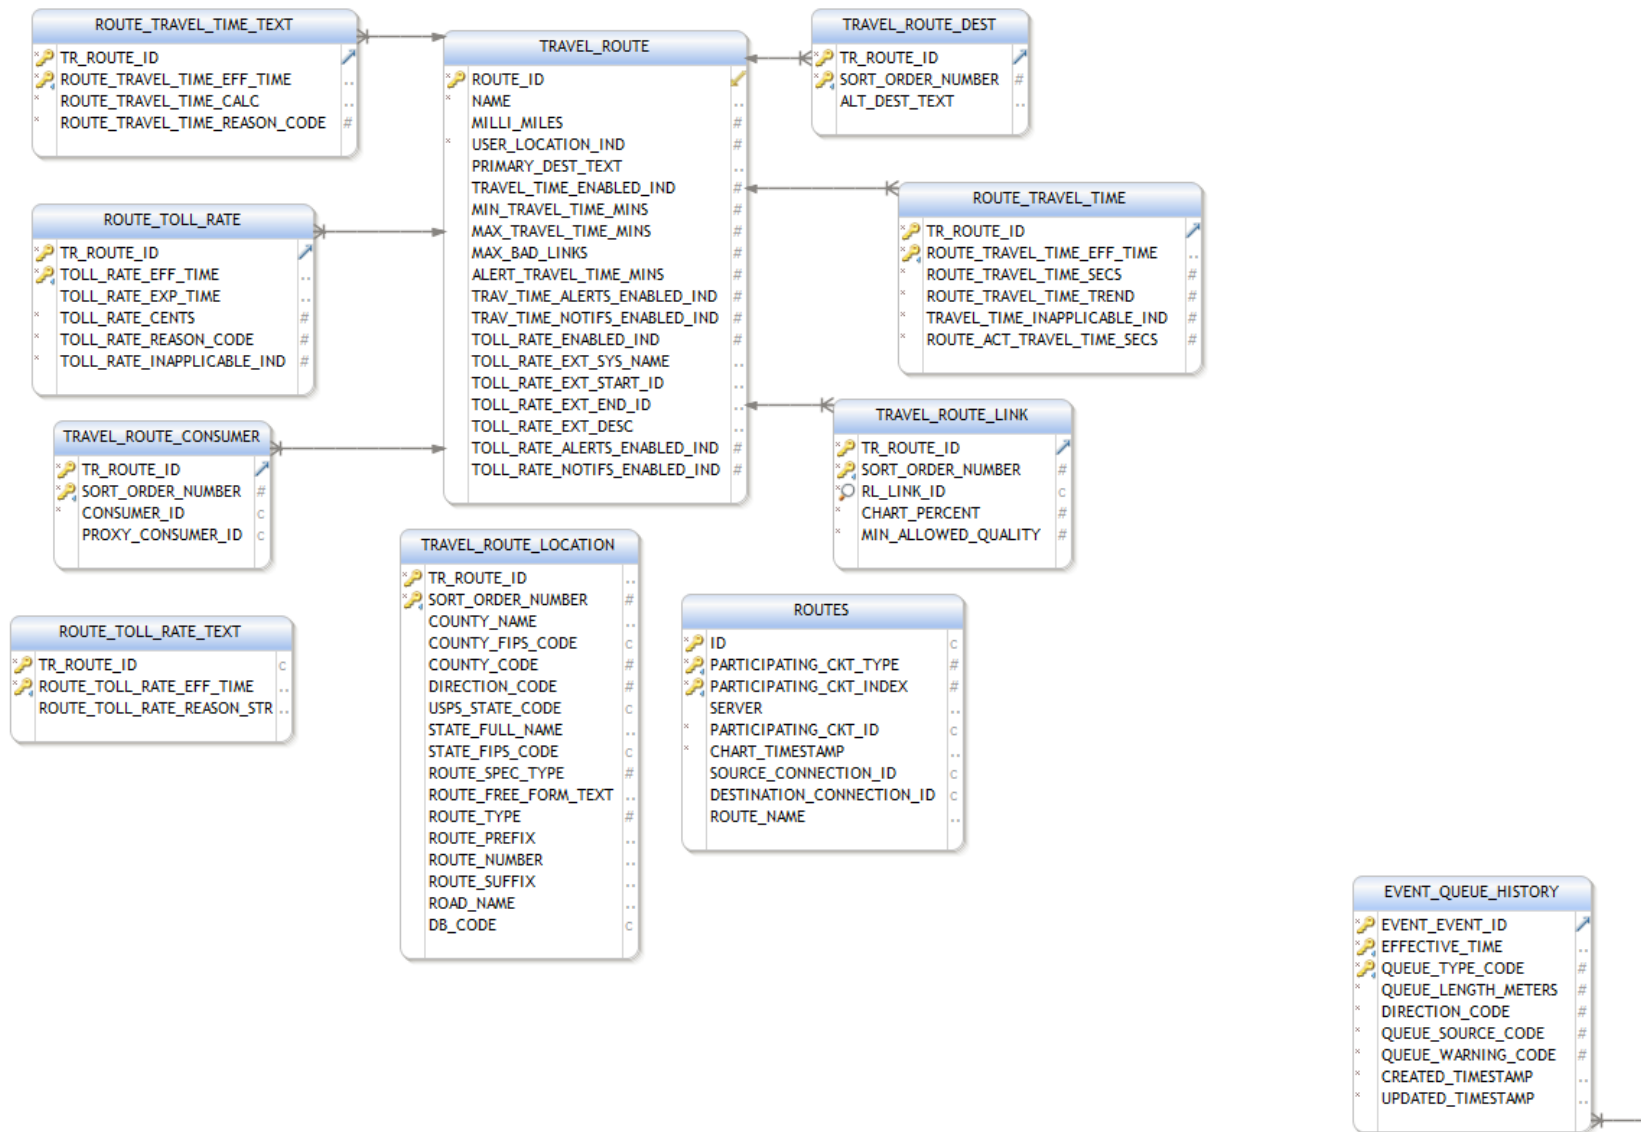 ROUTE_TRAVEL_TIME_TEXT
TR_ROUTE_ID
ROUTE_TRAVEL_TIME_EFF_TIME
ROUTE_TRAVEL_TIME_CALC
ROUTE_TRAVEL_TIME_REASON_CODE #
TRAVEL_ROUTE
ROUTE_ID
NAME
MILLI_MILES #
USER_LOCATION_IND #
PRIMARY_DEST_TEXT
TRAVEL_TIME_ENABLED_IND #
MIN_TRAVEL_TIME_MINS #
MAX_TRAVEL_TIME_MINS #
MAX_BAD_LINKS #
ALERT_TRAVEL_TIME_MINS #
TRAV_TIME_ALERTS_ENABLED_IND #
TRAV_TIME_NOTIFS_ENABLED_IND #
TOLL_RATE_ENABLED_IND #
TOLL_RATE_EXT_SYS_NAME
TOLL_RATE_EXT_START_ID
TOLL_RATE_EXT_END_ID
TOLL_RATE_EXT_DESC
TOLL_RATE_ALERTS_ENABLED_IND #
TOLL_RATE_NOTIFS_ENABLED_IND #
TRAVEL_ROUTE_DEST
TR_ROUTE_ID
SORT_ORDER_NUMBER #
ALT_DEST_TEXT
ROUTE_TOLL_RATE
TR_ROUTE_ID
TOLL_RATE_EFF_TIME
TOLL_RATE_EXP_TIME
TOLL_RATE_CENTS #
TOLL_RATE_REASON_CODE #
TOLL_RATE_INAPPLICABLE_IND #
ROUTE_TRAVEL_TIME
TR_ROUTE_ID
ROUTE_TRAVEL_TIME_EFF_TIME
ROUTE_TRAVEL_TIME_SECS #
ROUTE_TRAVEL_TIME_TREND #
TRAVEL_TIME_INAPPLICABLE_IND #
ROUTE_ACT_TRAVEL_TIME_SECS #
TRAVEL_ROUTE_CONSUMER
TR_ROUTE_ID
SORT_ORDER_NUMBER #
CONSUMER_ID c
PROXY_CONSUMER_ID c
TRAVEL_ROUTE_LINK
TR_ROUTE_ID
SORT_ORDER_NUMBER #
RL_LINK_ID c
CHART_PERCENT #
MIN_ALLOWED_QUALITY #
TRAVEL_ROUTE_LOCATION
TR_ROUTE_ID
SORT_ORDER_NUMBER #
COUNTY_NAME
COUNTY_FIPS_CODE c
COUNTY_CODE #
DIRECTION_CODE #
USPS_STATE_CODE c
STATE_FULL_NAME
STATE_FIPS_CODE c
ROUTE_SPEC_TYPE #
ROUTE_FREE_FORM_TEXT
ROUTE_TYPE #
ROUTE_PREFIX
ROUTE_NUMBER
ROUTE_SUFFIX
ROAD_NAME
DB_CODE c
ROUTES
ID c
PARTICIPATING_CKT_TYPE #
PARTICIPATING_CKT_INDEX #
SERVER
PARTICIPATING_CKT_ID c
CHART_TIMESTAMP
SOURCE_CONNECTION_ID c
DESTINATION_CONNECTION_ID c
ROUTE_NAME
ROUTE_TOLL_RATE_TEXT
TR_ROUTE_ID c
ROUTE_TOLL_RATE_EFF_TIME
ROUTE_TOLL_RATE_REASON_STR
EVENT_QUEUE_HISTORY
EVENT_EVENT_ID
EFFECTIVE_TIME
QUEUE_TYPE_CODE #
QUEUE_LENGTH_METERS #
DIRECTION_CODE #
QUEUE_SOURCE_CODE #
QUEUE_WARNING_CODE #
CREATED_TIMESTAMP
UPDATED_TIMESTAMP